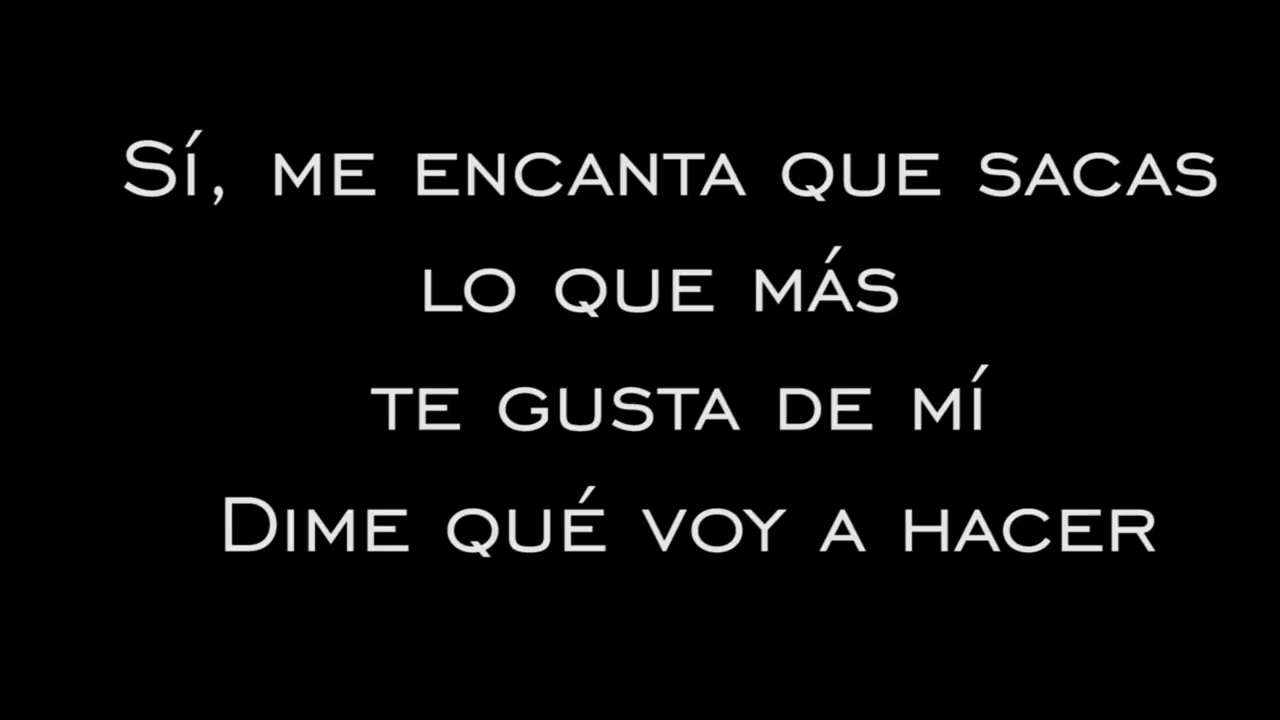 Sí, me encanta que sacas
lo que más
te gusta de mí
Dime qué voy a hacer